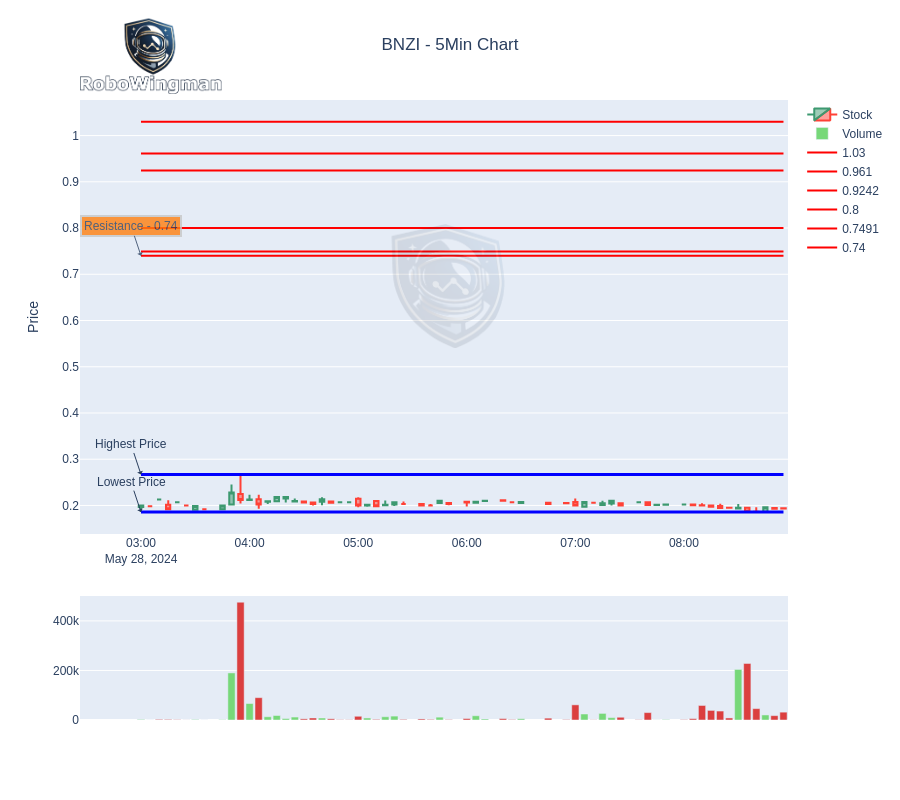 BNZI - 5Min Chart
RoboWingman
Stock
Volume
1.03
0.961
0.9242
0.8
0.7491
0.74
Price
1
0.9
0.8
0.7
0.6
0.5
0.4
0.3
0.2
Resistance - 0.74
Highest Price
Lowest Price
03:00
04:00
05:00
06:00
07:00
08:00
May 28, 2024
400k
200k
0